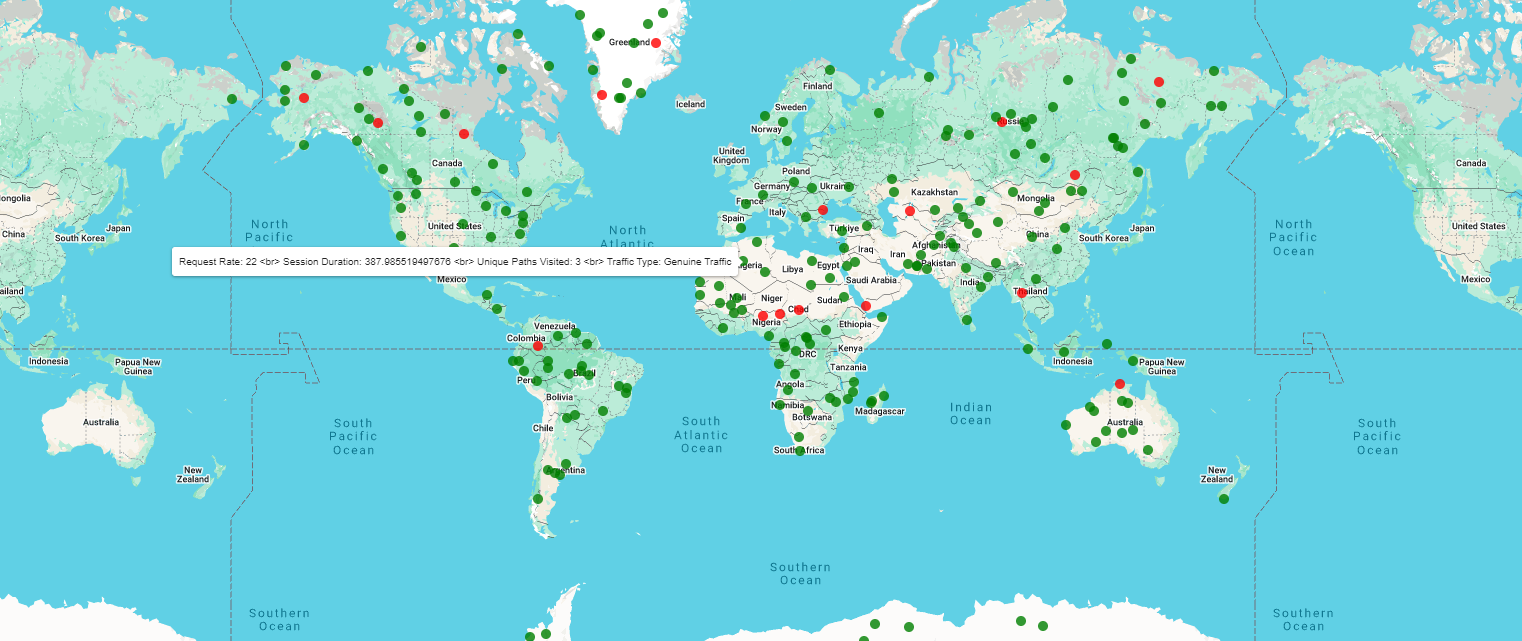 Greenland
Iceland
Finland
Sweden
Norway
Russia
United
Kingdom
Canada
Canada
Poland
Germany
Ukraine
Kazakhstan
ongolia
Mongolia
France
Italy
Spain
Türkiye
North
Pacific
United States
North
Atlantic
Japan
South Korea
China
China
Japan
South Korea
North
Pacific
Ocean
United States
Afghanistan
Iraq
Iran
Pakistan
Request Rate: 22 <br> Session Duration: 387.985519497676 <br> Unique Paths Visited: 3 <br> Traffic Type: Genuine Traffic
geria
Libya
Egypt
Saudi Arabia
Mexico
India
Mexico
ailand
Thailand
Mali
Niger
Chad
Sudan
Nigeria
Ethiopia
Venezuela
Colombia
Kenya
DRC
Indonesia
Papua New
Guinea
Tanzania
Indonesia
Papua New
Guinea
Peru
Brazil
Angola
Bolivia
Namibia
Botswana
Madagascar
Indian
Ocean
Australia
Chile
South
Pacific
Ocean
South
Atlantic
Ocean
Australia
South
Pacific
Ocean
South Africa
New
Zealand
Argentina
New
Zealand
Southern
Ocean
Southern
Ocean
Southern
Ocean